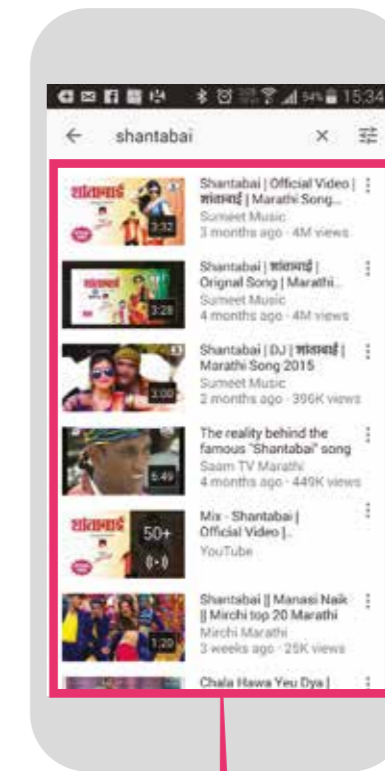 54% 15:34
shantabai
Shantabai | Official Video |
शांताबाई | Marathi Song...
Sumeet Music
3 months ago · 4M views
शांताबाई
3:32
Shantabai | शांताबाई |
Orignal Song | Marathi...
Sumeet Music
4 months ago · 4M views
शांताबाई
3:28
Shantabai | DJ | शांताबाई |
Marathi Song 2015
Sumeet Music
2 months ago · 396K views
3:00
The reality behind the
famous "Shantabai" song
Saam TV Marathi
4 months ago · 449K views
5:49
Mix - Shantabai |
Official Video |..
YouTube
शांताबाई
50+
Shantabai || Manasi Naik
|| Mirchi top 20 Marathi
Mirchi Marathi
3 weeks ago · 25K views
1:20
Chala Hawa Yeu Dya |